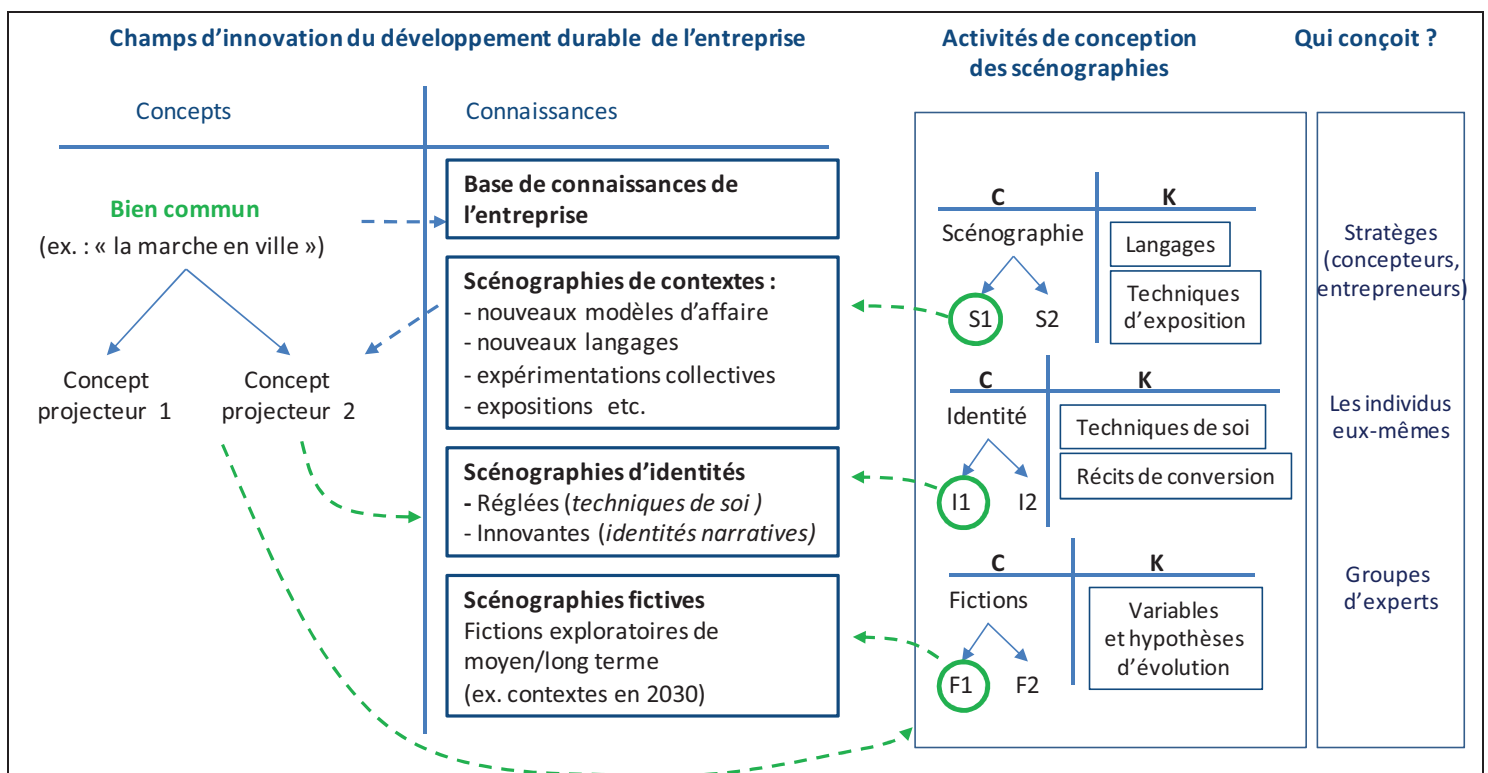 Champs d'innovation du développement durable de l'entreprise
Activités de conception
des scénographies
Qui conçoit ?
Concepts
Connaissances
Bien commun
(ex. : « la marche en ville »)
Concept
projecteur 1
Concept
projecteur 2
Base de connaissances de
l'entreprise
Scénographies de contextes :
- nouveaux modèles d'affaire
- nouveaux langages
- expérimentations collectives
- expositions etc.
Scénographies d'identités
- Réglées (techniques de soi )
- Innovantes (identités narratives)
Scénographies fictives
Fictions exploratoires de
moyen/long terme
(ex. contextes en 2030)
C K
Scénographie
S1 S2
Langages
Techniques
d'exposition
C K
Identité
I1 I2
Techniques de soi
Récits de conversion
C K
Fictions
F1 F2
Variables
et hypothèses
d'évolution
Stratèges
(concepteurs,
entrepreneurs)
Les individus
eux-mêmes
Groupes
d'experts